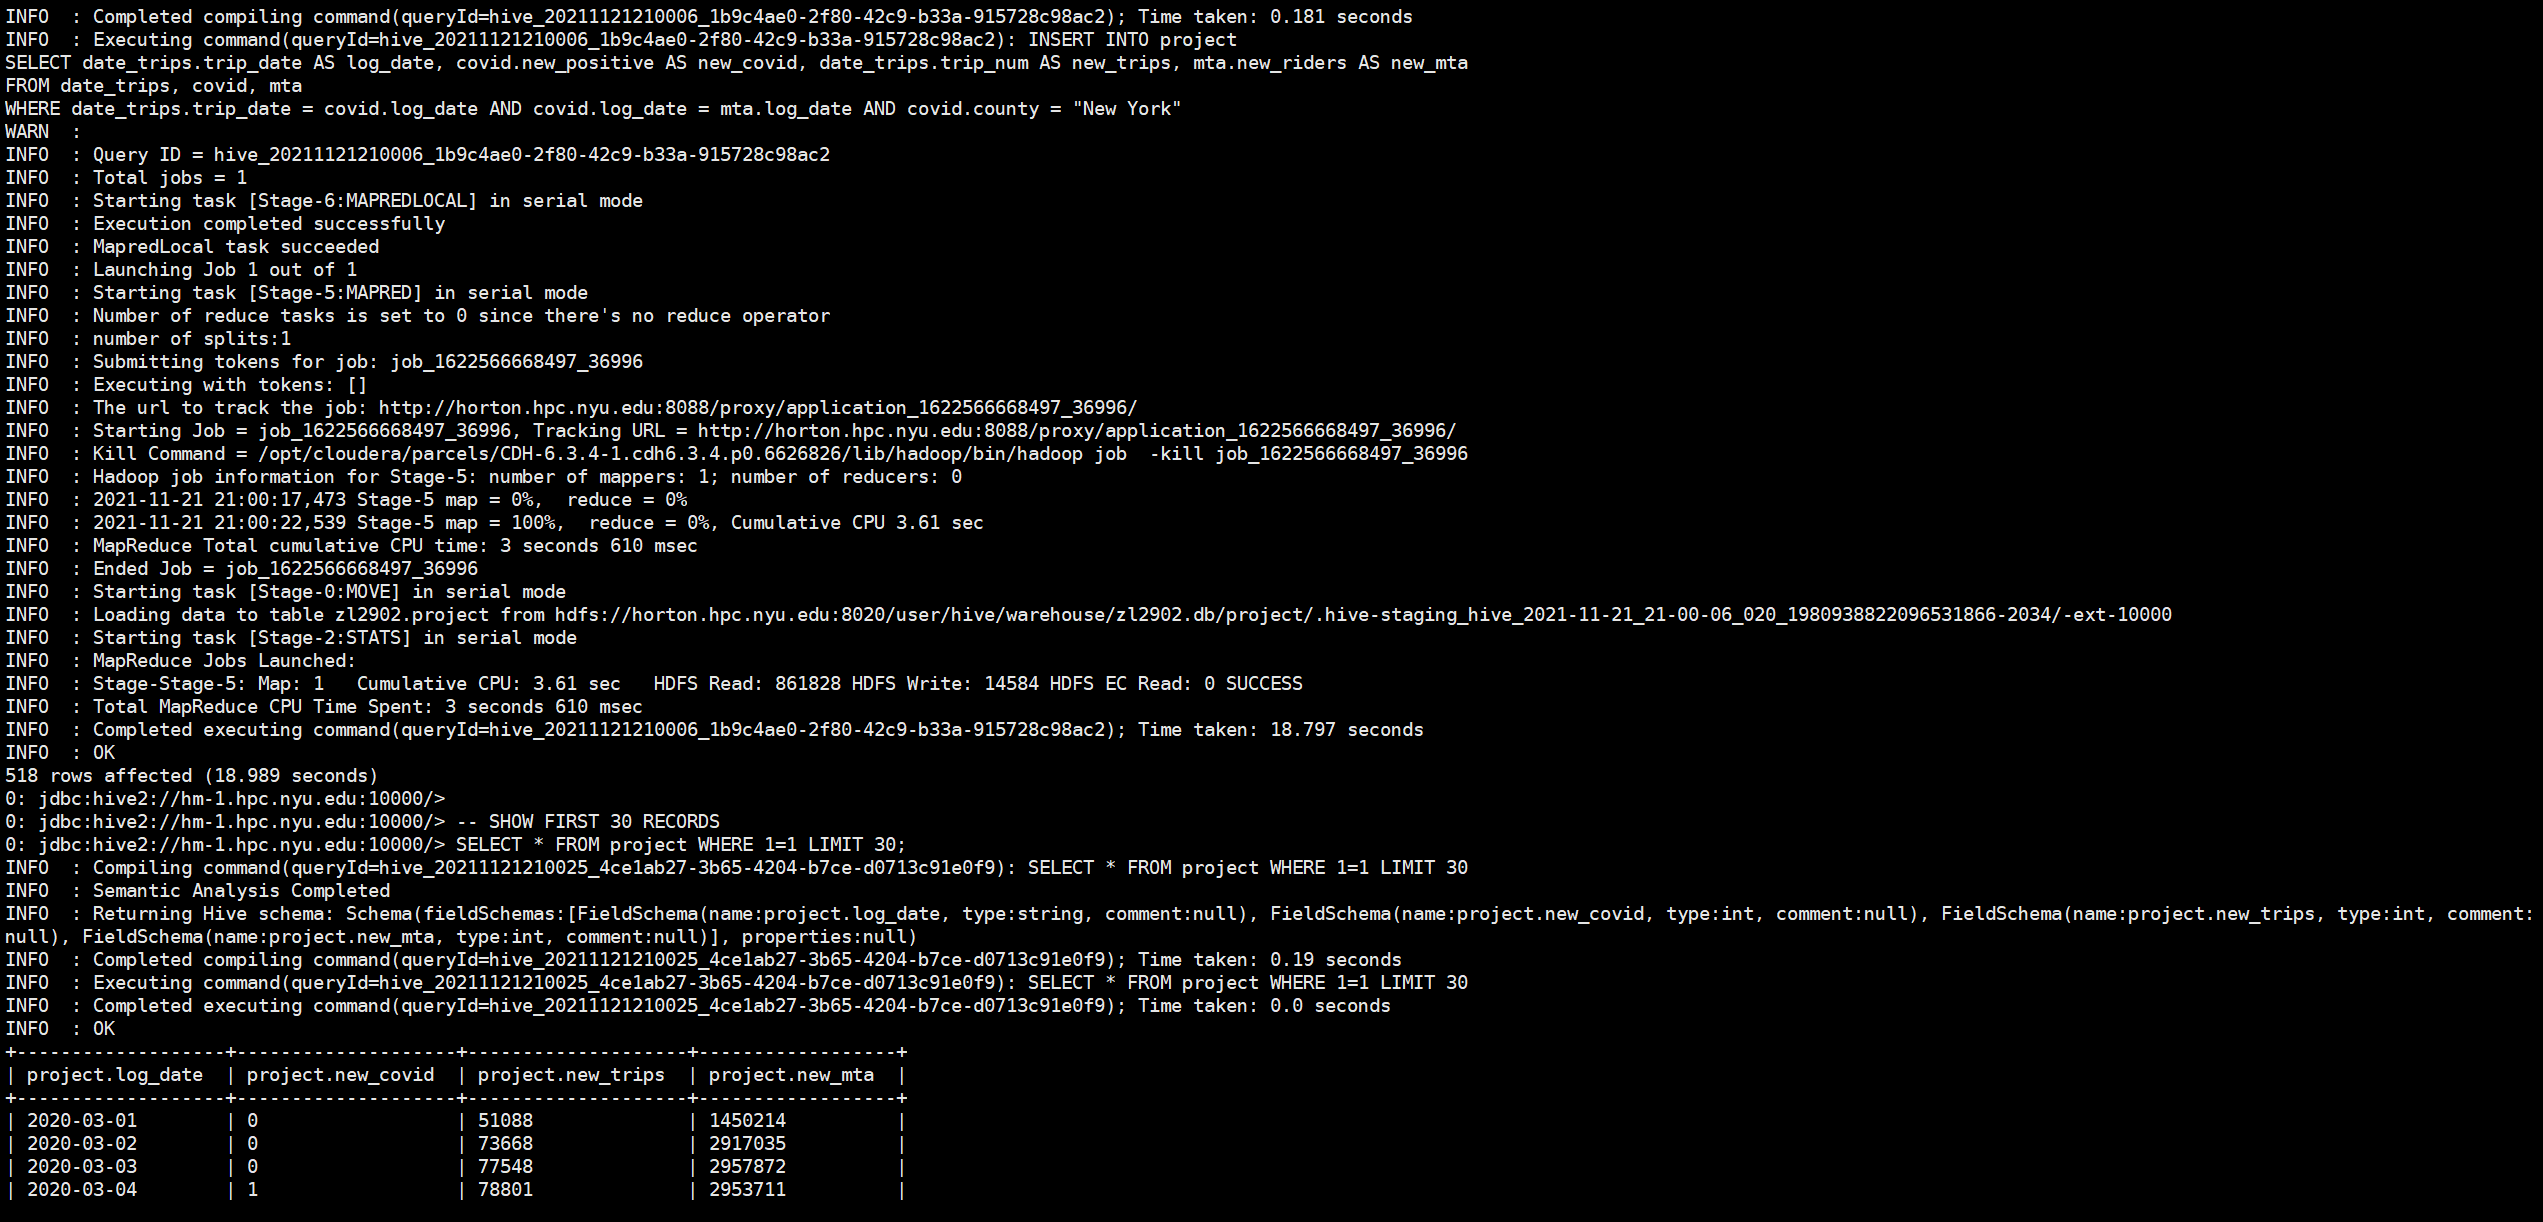 INFO  : Completed compiling command(queryId=hive_20211121210006_1b9c4ae0-2f80-42c9-b33a-915728c98ac2); Time taken: 0.181 seconds
INFO  : Executing command(queryId=hive_20211121210006_1b9c4ae0-2f80-42c9-b33a-915728c98ac2): INSERT INTO project
SELECT date_trips.trip_date AS log_date, covid.new_positive AS new_covid, date_trips.trip_num AS new_trips, mta.new_riders AS new_mta
FROM date_trips, covid, mta
WHERE date_trips.trip_date = covid.log_date AND covid.log_date = mta.log_date AND covid.county = "New York"
WARN  :
INFO  : Query ID = hive_20211121210006_1b9c4ae0-2f80-42c9-b33a-915728c98ac2
INFO  : Total jobs = 1
INFO  : Starting task [Stage-6:MAPREDLOCAL] in serial mode
INFO  : Execution completed successfully
INFO  : MapredLocal task succeeded
INFO  : Launching Job 1 out of 1
INFO  : Starting task [Stage-5:MAPRED] in serial mode
INFO  : Number of reduce tasks is set to 0 since there's no reduce operator
INFO  : number of splits:1
INFO  : Submitting tokens for job: job_1622566668497_36996
INFO  : Executing with tokens: []
INFO  : The url to track the job: http://horton.hpc.nyu.edu:8088/proxy/application_1622566668497_36996/
INFO  : Starting Job = job_1622566668497_36996, Tracking URL = http://horton.hpc.nyu.edu:8088/proxy/application_1622566668497_36996/
INFO  : Kill Command = /opt/cloudera/parcels/CDH-6.3.4-1.cdh6.3.4.p0.6626826/lib/hadoop/bin/hadoop job  -kill job_1622566668497_36996
INFO  : Hadoop job information for Stage-5: number of mappers: 1; number of reducers: 0
INFO  : 2021-11-21 21:00:17,473 Stage-5 map = 0%,  reduce = 0%
INFO  : 2021-11-21 21:00:22,539 Stage-5 map = 100%,  reduce = 0%, Cumulative CPU 3.61 sec
INFO  : MapReduce Total cumulative CPU time: 3 seconds 610 msec
INFO  : Ended Job = job_1622566668497_36996
INFO  : Starting task [Stage-0:MOVE] in serial mode
INFO  : Loading data to table zl2902.project from hdfs://horton.hpc.nyu.edu:8020/user/hive/warehouse/zl2902.db/project/.hive-staging_hive_2021-11-21_21-00-06_020_1980938822096531866-2034/-ext-10000
INFO  : Starting task [Stage-2:STATS] in serial mode
INFO  : MapReduce Jobs Launched:
INFO  : Stage-Stage-5: Map: 1   Cumulative CPU: 3.61 sec   HDFS Read: 861828 HDFS Write: 14584 HDFS EC Read: 0 SUCCESS
INFO  : Total MapReduce CPU Time Spent: 3 seconds 610 msec
INFO  : Completed executing command(queryId=hive_20211121210006_1b9c4ae0-2f80-42c9-b33a-915728c98ac2); Time taken: 18.797 seconds
INFO  : OK
518 rows affected (18.989 seconds)
0: jdbc:hive2://hm-1.hpc.nyu.edu:10000/>
0: jdbc:hive2://hm-1.hpc.nyu.edu:10000/> -- SHOW FIRST 30 RECORDS
0: jdbc:hive2://hm-1.hpc.nyu.edu:10000/> SELECT * FROM project WHERE 1=1 LIMIT 30;
INFO  : Compiling command(queryId=hive_20211121210025_4ce1ab27-3b65-4204-b7ce-d0713c91e0f9): SELECT * FROM project WHERE 1=1 LIMIT 30
INFO  : Semantic Analysis Completed
INFO  : Returning Hive schema: Schema(fieldSchemas:[FieldSchema(name:project.log_date, type:string, comment:null), FieldSchema(name:project.new_covid, type:int, comment:null), FieldSchema(name:project.new_trips, type:int, comment:
null), FieldSchema(name:project.new_mta, type:int, comment:null)], properties:null)
INFO  : Completed compiling command(queryId=hive_20211121210025_4ce1ab27-3b65-4204-b7ce-d0713c91e0f9); Time taken: 0.19 seconds
INFO  : Executing command(queryId=hive_20211121210025_4ce1ab27-3b65-4204-b7ce-d0713c91e0f9): SELECT * FROM project WHERE 1=1 LIMIT 30
INFO  : Completed executing command(queryId=hive_20211121210025_4ce1ab27-3b65-4204-b7ce-d0713c91e0f9); Time taken: 0.0 seconds
INFO  : OK
+-------------------+--------------------+--------------------+------------------+
| project.log_date  | project.new_covid  | project.new_trips  | project.new_mta  |
+-------------------+--------------------+--------------------+------------------+
| 2020-03-01        | 0                  | 51088              | 1450214          |
| 2020-03-02        | 0                  | 73668              | 2917035          |
| 2020-03-03        | 0                  | 77548              | 2957872          |
| 2020-03-04        | 1                  | 78801              | 2953711          |